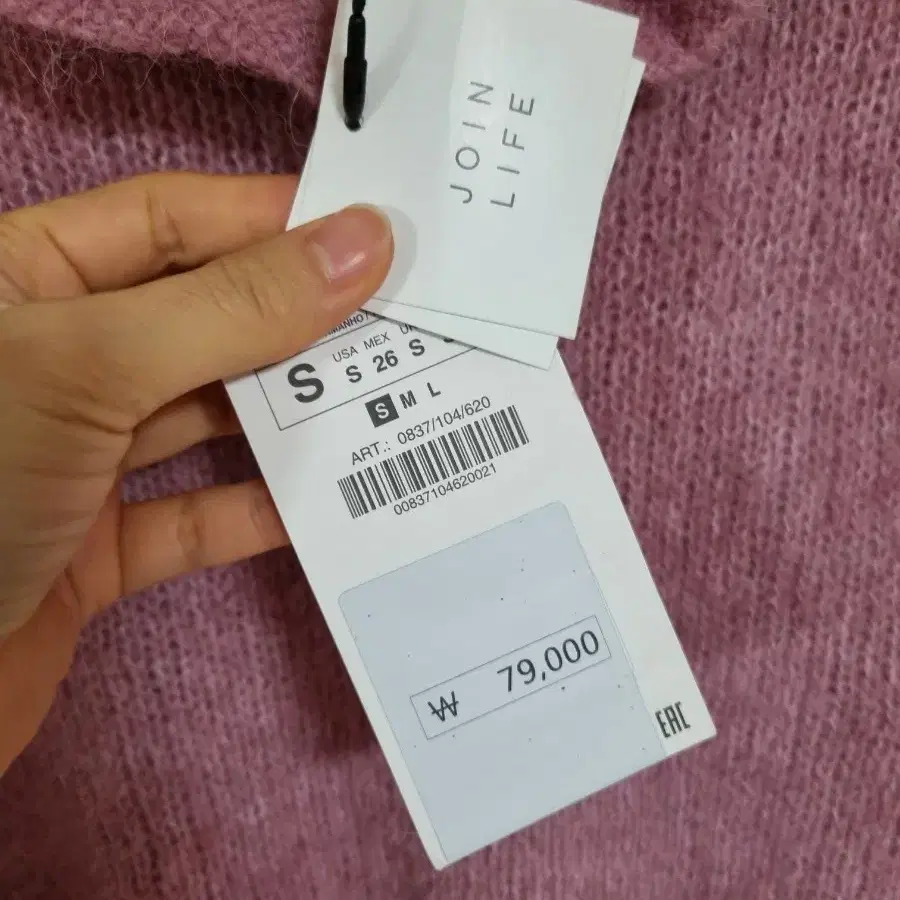 JOIN
LIFE
USA MEX
S S 26 S
S M L
ART.: 0837/104/620
00837104620021
₩ 79,000
EAC